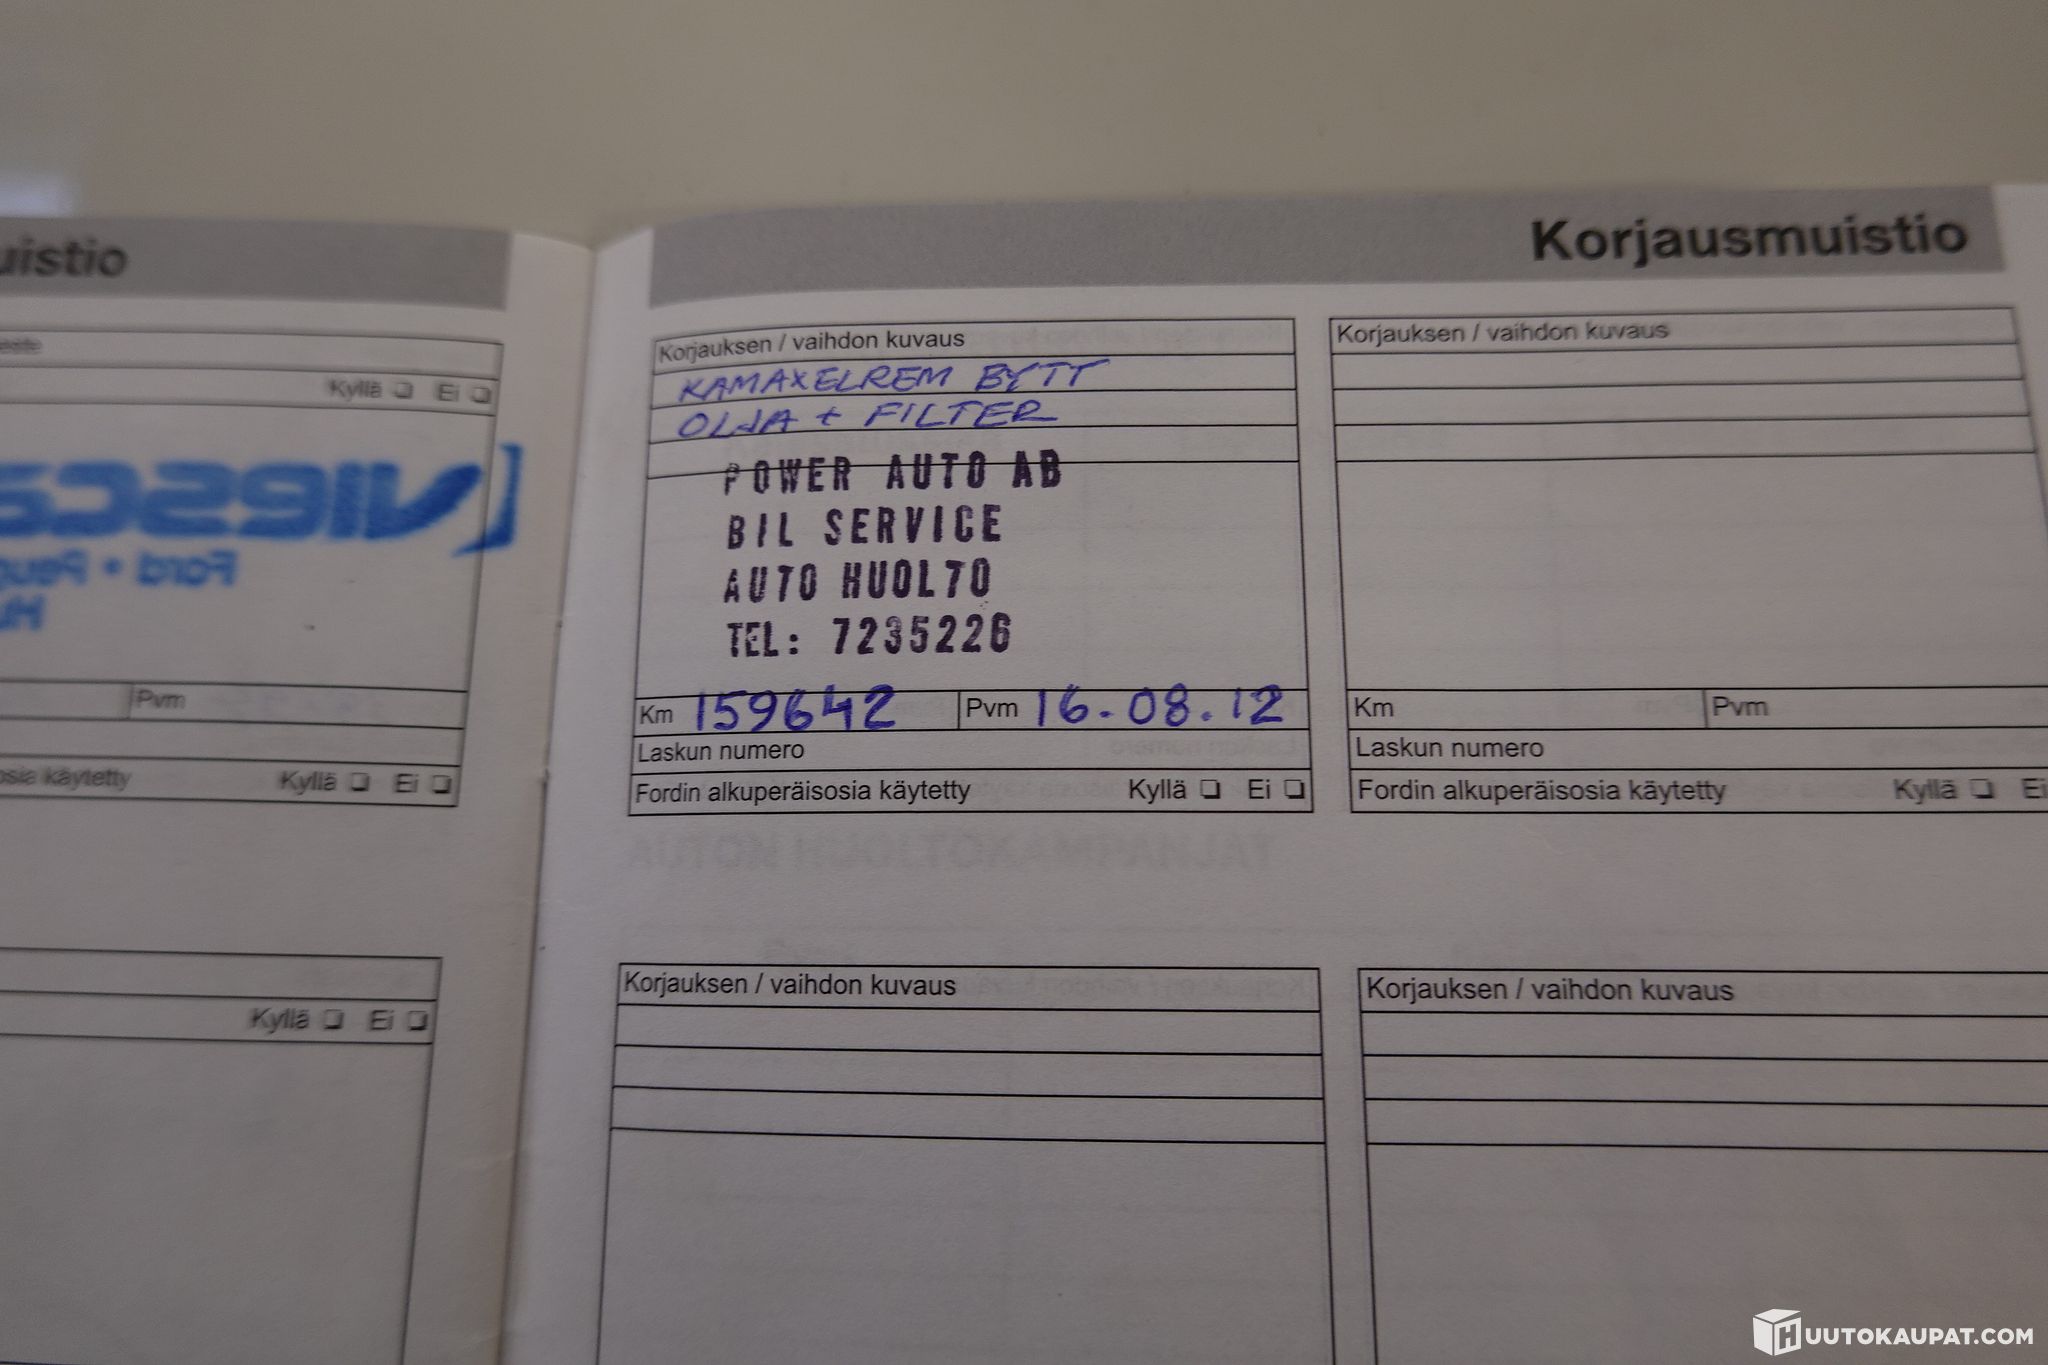 uistio
Kyllä Ei
Pvm
osia käytetty Kyllä Ei
Kyllä Ei
Korjausmuistio
Korjauksen / vaihdon kuvaus
KAMAXELREM BYTT
OLJA + FILTER
POWER AUTO AB
BIL SERVICE
AUTO HUOLTO
TEL: 7235226
Km 159642 Pvm 16.08.12
Laskun numero
Fordin alkuperäisosia käytetty Kyllä Ei
Korjauksen / vaihdon kuvaus
Km Pvm
Laskun numero
Fordin alkuperäisosia käytetty Kyllä Ei
Korjauksen / vaihdon kuvaus
Korjauksen / vaihdon kuvaus
HUUTOKAUPAT.COM